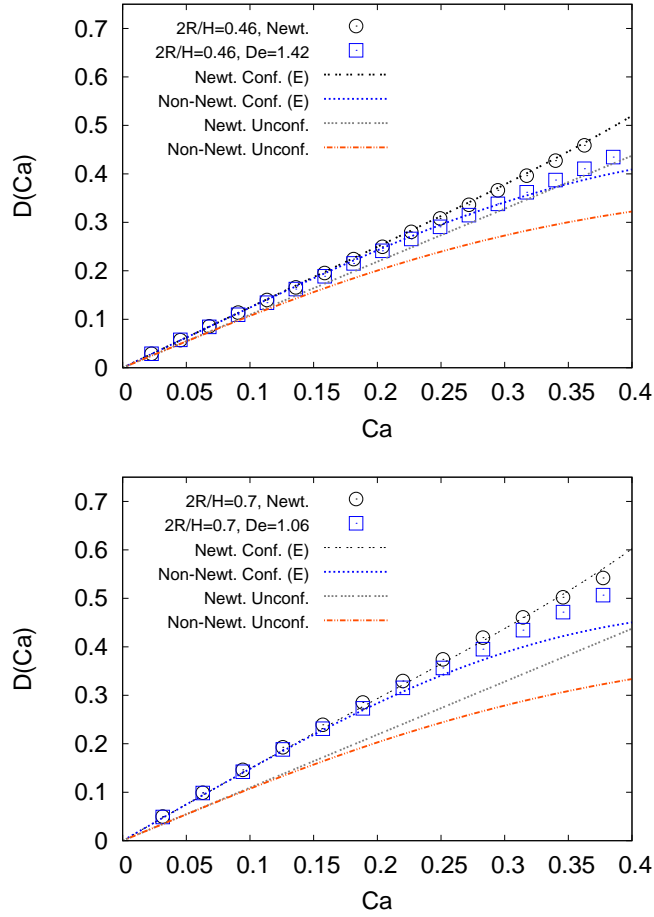 0.7
0.6
0.5
0.4
0.3
0.2
0.1
0
D(Ca)
2R/H=0.46, Newt.
2R/H=0.46, De=1.42
Newt. Conf. (E)
Non-Newt. Conf. (E)
Newt. Unconf.
Non-Newt. Unconf.
0 0.05 0.1 0.15 0.2 0.25 0.3 0.35 0.4
Ca
0.7
0.6
0.5
0.4
0.3
0.2
0.1
0
D(Ca)
2R/H=0.7, Newt.
2R/H=0.7, De=1.06
Newt. Conf. (E)
Non-Newt. Conf. (E)
Newt. Unconf.
Non-Newt. Unconf.
0 0.05 0.1 0.15 0.2 0.25 0.3 0.35 0.4
Ca